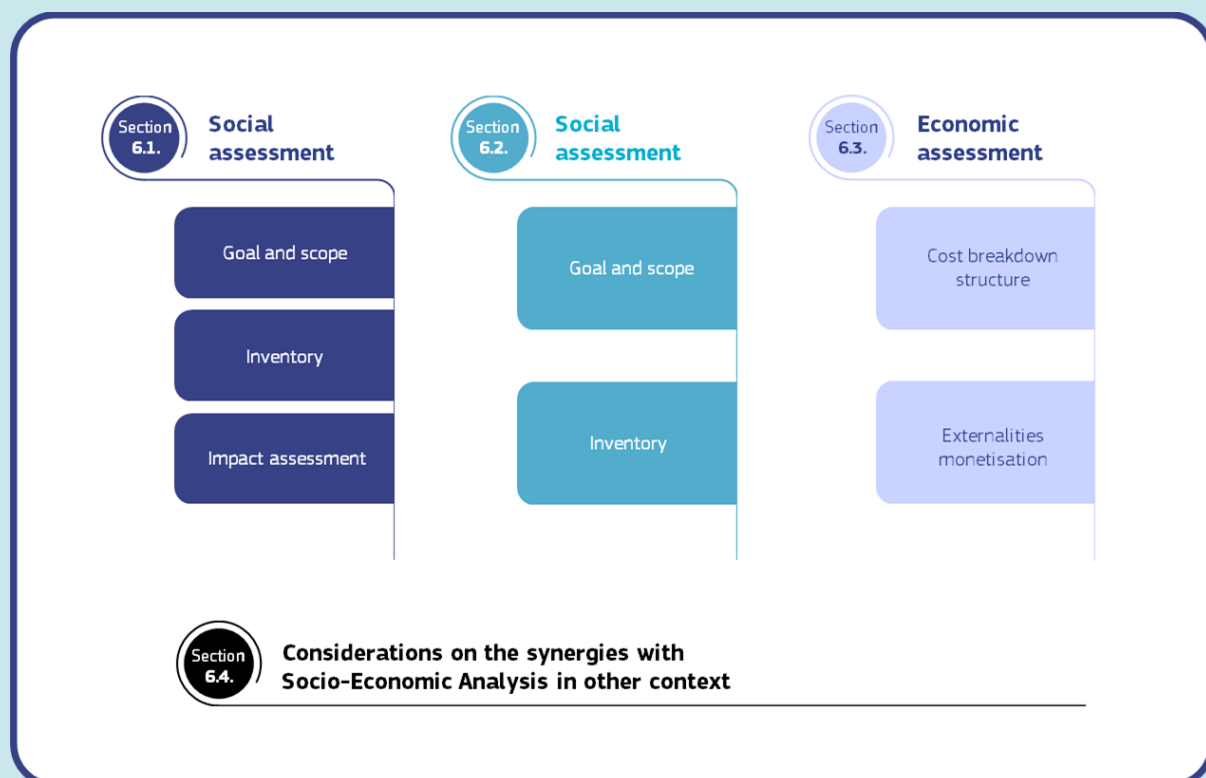 Section
6.1.
Social
assessment
Goal and scope
Inventory
Impact assessment
Section
6.2.
Social
assessment
Goal and scope
Inventory
Section
6.3.
Economic
assessment
Cost breakdown
structure
Externalities
monetisation
Section
6.4.
Considerations on the synergies with
Socio-Economic Analysis in other context